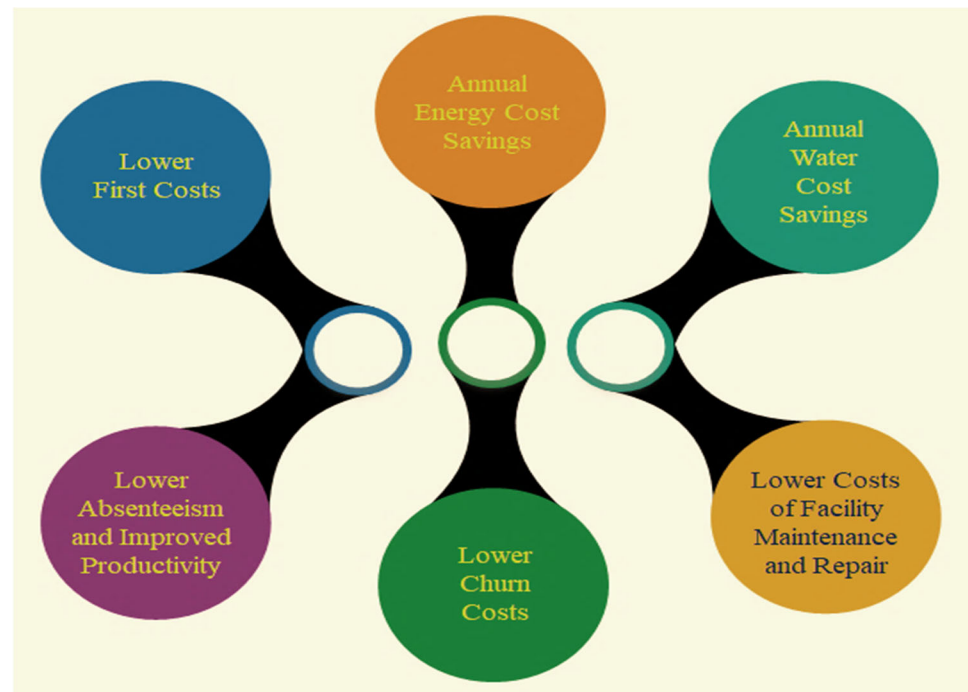 Lower
First Costs
Annual
Energy Cost
Savings
Annual
Water
Cost
Savings
Lower
Absenteeism
and Improved
Productivity
Lower
Churn
Costs
Lower Costs
of Facility
Maintenance
and Repair